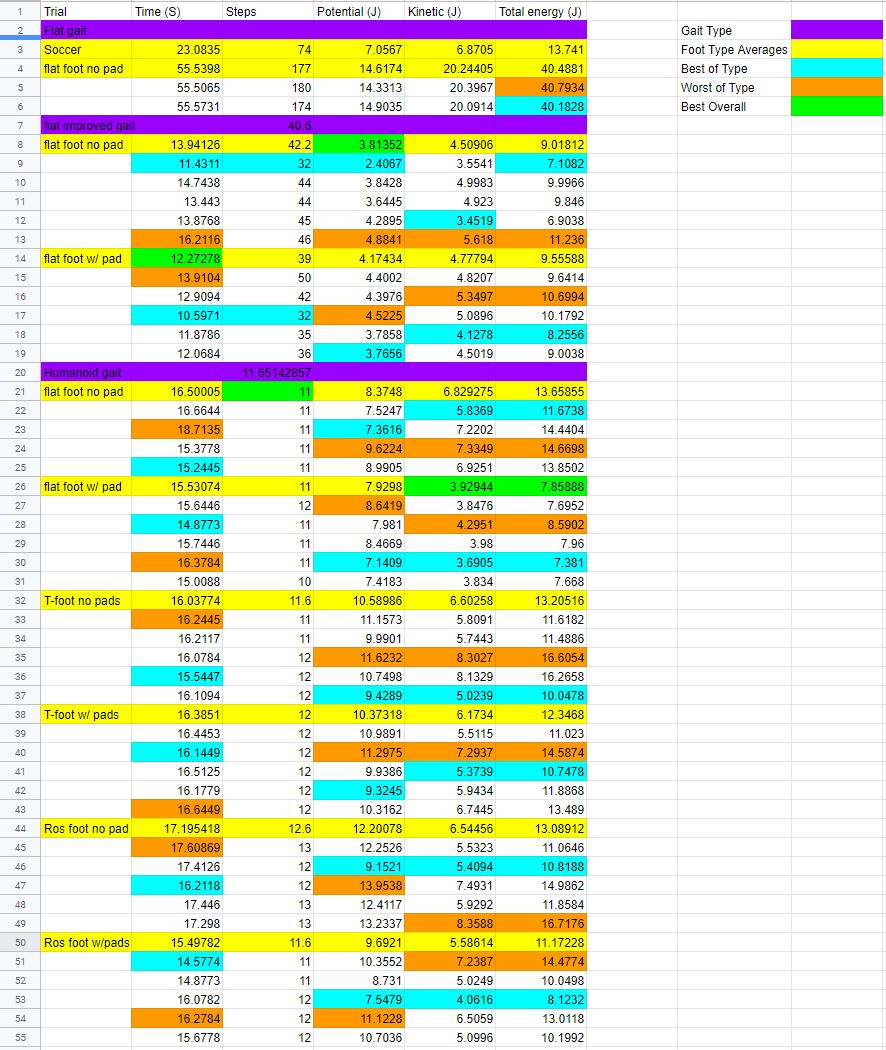 1 Trial Time (S) Steps Potential (J) Kinetic (J) Total energy (J)
2 Flat gait Gait Type
3 Soccer 23.0835 74 7.0567 6.8705 13.741 Foot Type Averages
4 flat foot no pad 55.5398 177 14.6174 20.24405 40.4881 Best of Type
5 55.5065 180 14.3313 20.3967 40.7934 Worst of Type
6 55.5731 174 14.9035 20.0914 40.1828 Best Overall
7 flat improved gait 40.6
8 flat foot no pad 13.94126 42.2 3.81352 4.50906 9.01812
9 11.4311 32 2.4067 3.5541 7.1082
10 14.7438 44 3.8428 4.9983 9.9966
11 13.443 44 3.6445 4.923 9.846
12 13.8768 45 4.2895 3.4519 6.9038
13 16.2116 46 4.8841 5.618 11.236
14 flat foot w/ pad 12.27278 39 4.17434 4.77794 9.55588
15 13.9104 50 4.4002 4.8207 9.6414
16 12.9094 42 4.3976 5.3497 10.6994
17 10.5971 32 4.5225 5.0896 10.1792
18 11.8786 35 3.7858 4.1278 8.2556
19 12.0684 36 3.7656 4.5019 9.0038
20 Humanoid gait 11.65142857
21 flat foot no pad 16.50005 11 8.3748 6.829275 13.65855
22 16.6644 11 7.5247 5.8369 11.6738
23 18.7135 11 7.3616 7.2202 14.4404
24 15.3778 11 9.6224 7.3349 14.6698
25 15.2445 11 8.9905 6.9251 13.8502
26 flat foot w/ pad 15.53074 11 7.9298 3.92944 7.85888
27 15.6446 12 8.6419 3.8476 7.6952
28 14.8773 11 7.981 4.2951 8.5902
29 15.7446 11 8.4669 3.98 7.96
30 16.3784 11 7.1409 3.6905 7.381
31 15.0088 10 7.4183 3.834 7.668
32 T-foot no pads 16.03774 11.6 10.58986 6.60258 13.20516
33 16.2445 11 11.1573 5.8091 11.6182
34 16.2117 11 9.9901 5.7443 11.4886
35 16.0784 12 11.6232 8.3027 16.6054
36 15.5447 12 10.7498 8.1329 16.2658
37 16.1094 12 9.4289 5.0239 10.0478
38 T-foot w/ pads 16.3851 12 10.37318 6.1734 12.3468
39 16.4453 12 10.9891 5.5115 11.023
40 16.1449 12 11.2975 7.2937 14.5874
41 16.5125 12 9.9386 5.3739 10.7478
42 16.1779 12 9.3245 5.9434 11.8868
43 16.6449 12 10.3162 6.7445 13.489
44 Ros foot no pad 17.195418 12.6 12.20078 6.54456 13.08912
45 17.60869 13 12.2526 5.5323 11.0646
46 17.4126 12 9.1521 5.4094 10.8188
47 16.2118 12 13.9538 7.4931 14.9862
48 17.446 13 12.4117 5.9292 11.8584
49 17.298 13 13.2337 8.3588 16.7176
50 Ros foot w/pads 15.49782 11.6 9.6921 5.58614 11.17228
51 14.5774 11 10.3552 7.2387 14.4774
52 14.8773 11 8.731 5.0249 10.0498
53 16.0782 12 7.5479 4.0616 8.1232
54 16.2784 12 11.1228 6.5059 13.0118
55 15.6778 12 10.7036 5.0996 10.1992